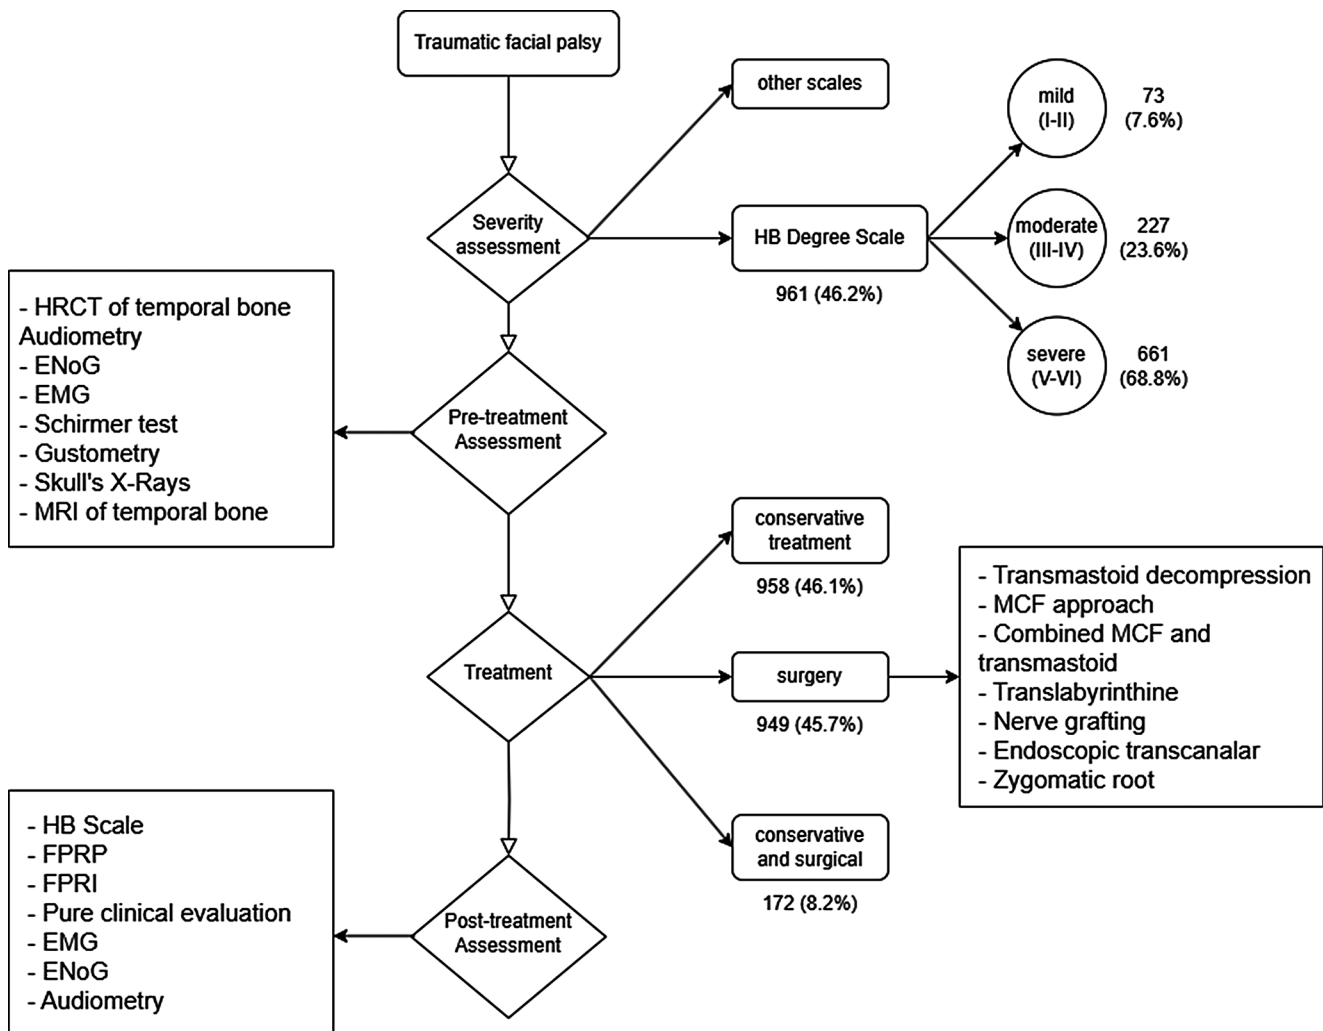 Traumatic facial palsy
other scales
mild
(I-II)
73
(7.6%)
Severity
assessment
HB Degree Scale
961 (46.2%)
moderate
(III-IV)
227
(23.6%)
severe
(V-VI)
661
(68.8%)
- HRCT of temporal bone
Audiometry
- ENoG
- EMG
- Schirmer test
- Gustometry
- Skull's X-Rays
- MRI of temporal bone
Pre-treatment
Assessment
conservative
treatment
958 (46.1%)
Treatment
surgery
949 (45.7%)
- Transmastoid decompression
- MCF approach
- Combined MCF and
transmastoid
- Translabyrinthine
- Nerve grafting
- Endoscopic transcanalar
- Zygomatic root
conservative
and surgical
172 (8.2%)
- HB Scale
- FPRP
- FPRI
- Pure clinical evaluation
- EMG
- ENoG
- Audiometry
Post-treatment
Assessment